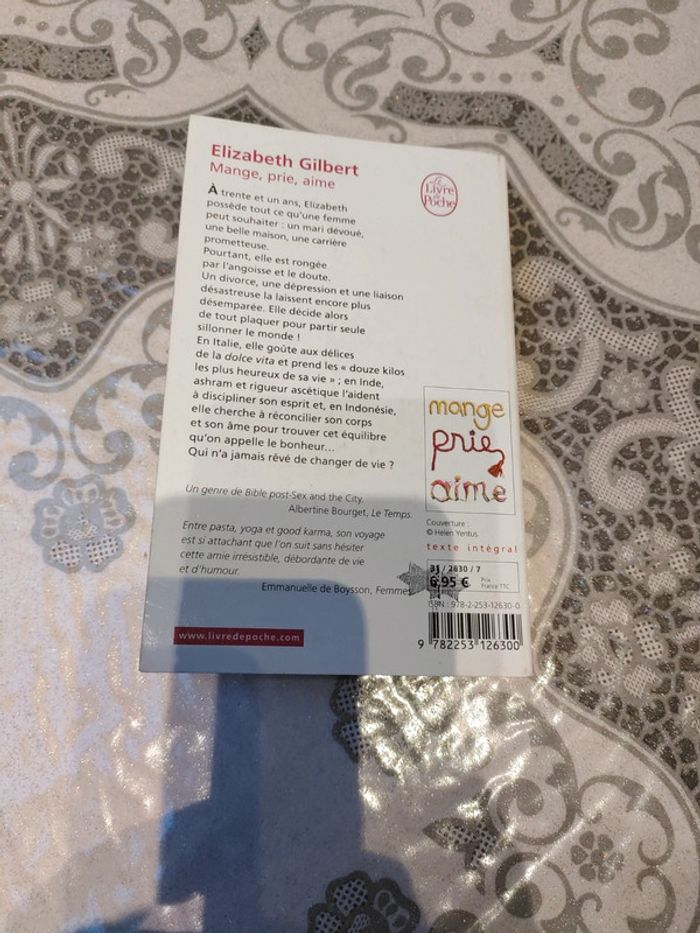 Elizabeth Gilbert
Mange, prie, aime
le
Livre
de
Poche
À trente et un ans, Elizabeth
possède tout ce qu'une femme
peut souhaiter : un mari dévoué,
une belle maison, une carrière
prometteuse.
Pourtant, elle est rongée
par l'angoisse et le doute.
Un divorce, une dépression et une liaison
désastreuse la laissent encore plus
désemparée. Elle décide alors
de tout plaquer pour partir seule
sillonner le monde !
En Italie, elle goûte aux délices
de la dolce vita et prend les « douze kilos
les plus heureux de sa vie » ; en Inde,
ashram et rigueur ascétique l'aident
à discipliner son esprit et, en Indonésie,
elle cherche à réconcilier son corps
et son âme pour trouver cet équilibre
qu'on appelle le bonheur...
Qui n'a jamais rêvé de changer de vie ?
Un genre de Bible post-Sex and the City.
Albertine Bourget, Le Temps.
Entre pasta, yoga et good karma, son voyage
est si attachant que l'on suit sans hésiter
cette amie irrésistible, débordante de vie
et d'humour.
Emmanuelle de Boysson, Femmes
mange
prie
aime
Couverture :
© Helen Yentus.
texte intégral
31 / 2630 / 7
6,95 €
Prix
France TTC
ISBN : 978-2-253-12630-0
9 782253 126300
www.livredepoche.com